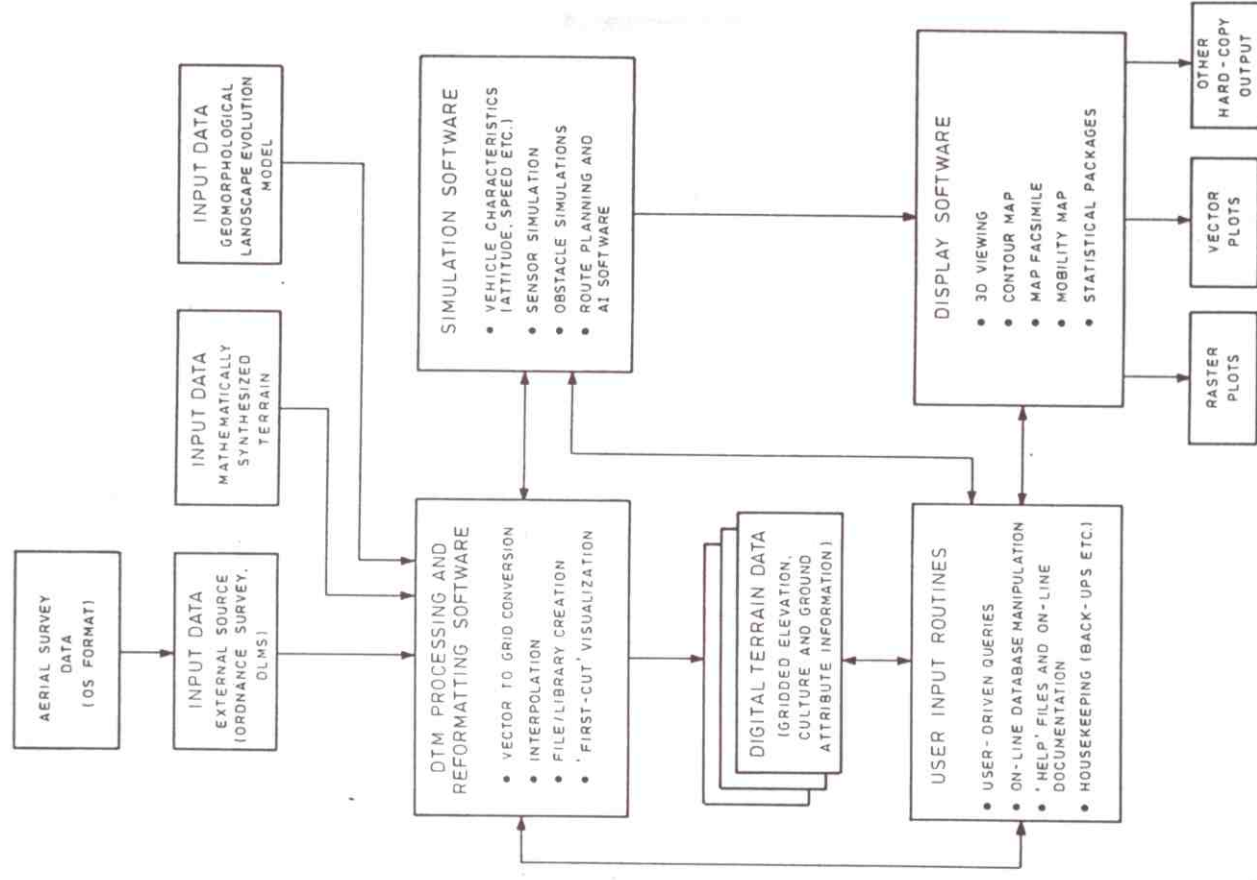 AERIAL SURVEY
DATA
(OS FORMAT)
INPUT DATA
EXTERNAL SOURCE
(ORDNANCE SURVEY,
DLMS)
INPUT DATA
MATHEMATICALLY
SYNTHESIZED
TERRAIN
INPUT DATA
GEOMORPHOLOGICAL
LANDSCAPE EVOLUTION
MODEL
DTM PROCESSING AND
REFORMATTING SOFTWARE
• VECTOR TO GRID CONVERSION
• INTERPOLATION
• FILE/LIBRARY CREATION
• 'FIRST-CUT' VISUALIZATION
SIMULATION SOFTWARE
• VEHICLE CHARACTERISTICS
(ATTITUDE, SPEED ETC.)
• SENSOR SIMULATION
• OBSTACLE SIMULATIONS
• ROUTE PLANNING AND
AI SOFTWARE
DIGITAL TERRAIN DATA
(GRIDDED ELEVATION,
CULTURE AND GROUND
ATTRIBUTE INFORMATION)
USER INPUT ROUTINES
• USER-DRIVEN QUERIES
• ON-LINE DATABASE MANIPULATION
• 'HELP' FILES AND ON-LINE
DOCUMENTATION
• HOUSEKEEPING (BACK-UPS ETC.)
DISPLAY SOFTWARE
• 3D VIEWING
• CONTOUR MAP
• MAP FACSIMILE
• MOBILITY MAP
• STATISTICAL PACKAGES
RASTER
PLOTS
VECTOR
PLOTS
OTHER
HARD-COPY
OUTPUT